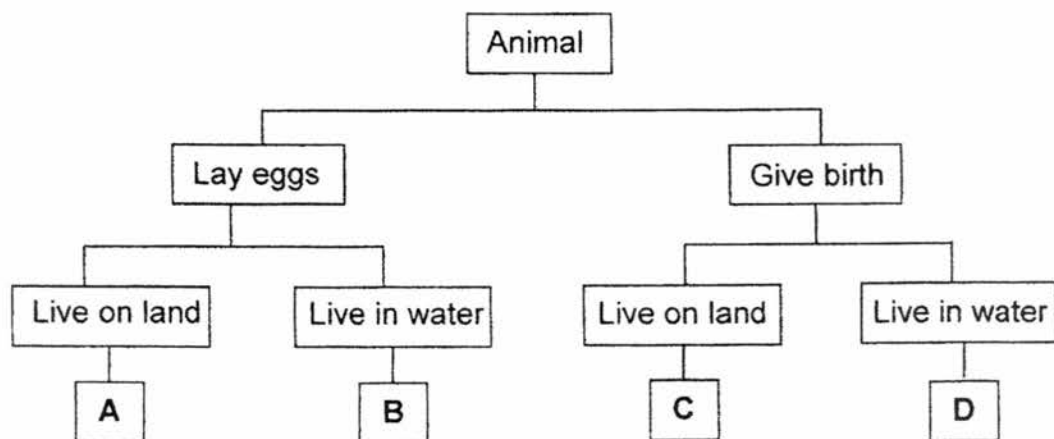 Animal
Lay eggs
Give birth
Live on land
Live in water
Live on land
Live in water
A
B
C
D